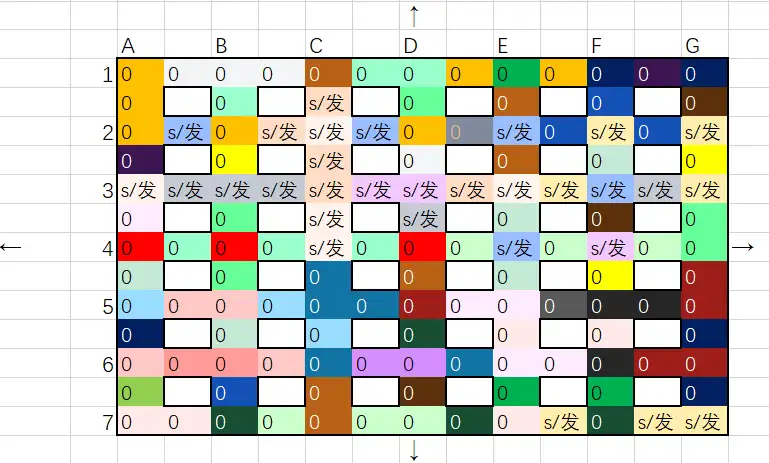 ↑
A B C D E F G
1 0 0 0 0 0 0 0 0 0 0 0 0 0
0 0 s/发 0 0 0 0
2 0 s/发 0 s/发 s/发 s/发 0 0 s/发 0 s/发 0 s/发
0 0 s/发 0 0 0 0
3 s/发 s/发 s/发 s/发 s/发 s/发 s/发 s/发 s/发 s/发 s/发 s/发 s/发
0 0 s/发 s/发 0 0 0
← 4 0 0 0 0 s/发 0 0 0 s/发 0 s/发 0 0 →
0 0 0 0 0 0 0
5 0 0 0 0 0 0 0 0 0 0 0 0 0
0 0 0 0 0 0 0
6 0 0 0 0 0 0 0 0 0 0 0 0 0
0 0 0 0 0 0 0
7 0 0 0 0 0 0 0 0 0 s/发 0 s/发 s/发
↓